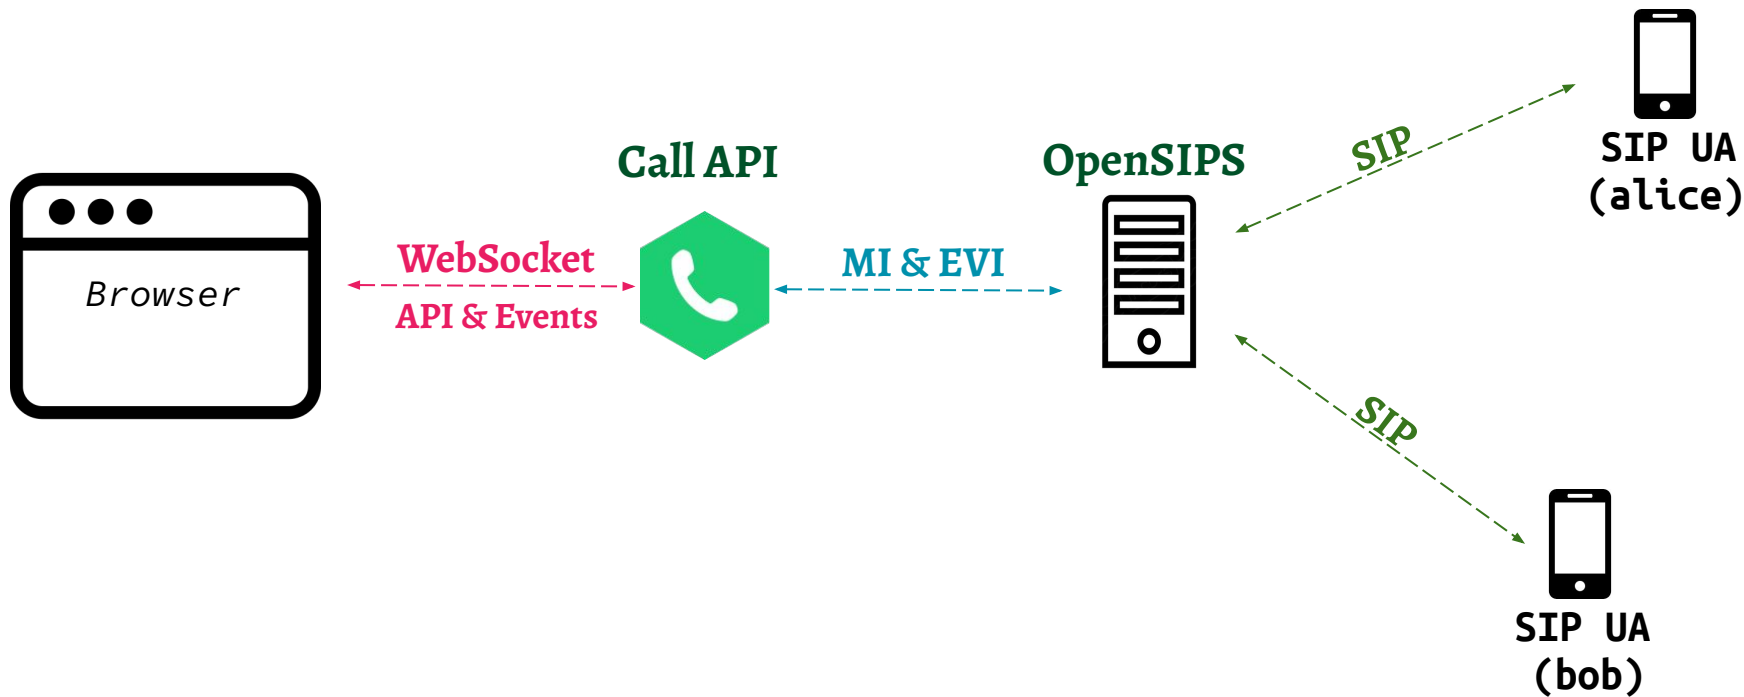 Browser
WebSocket
API & Events
Call API
MI & EVI
OpenSIPS
SIP
SIP UA
(alice)
SIP
SIP UA
(bob)